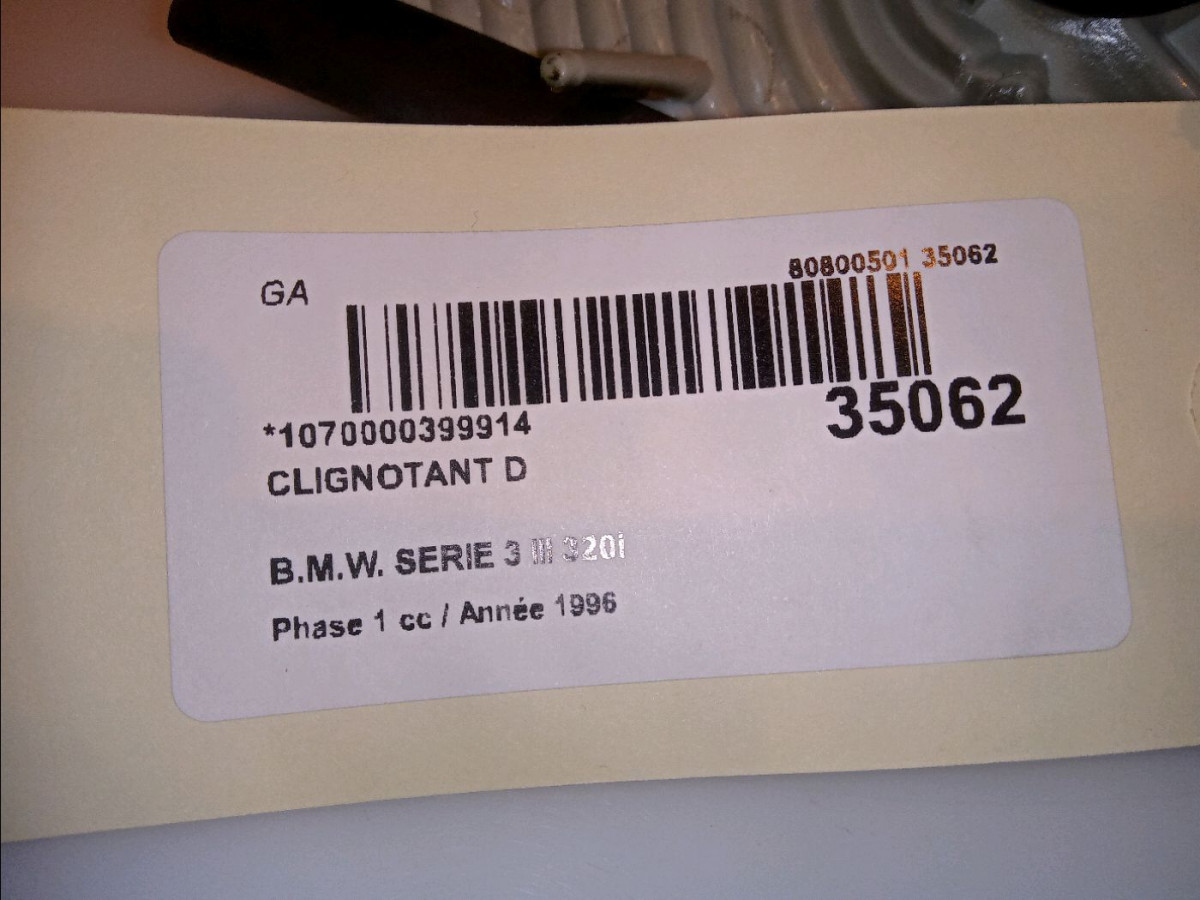 GA
80800501 35062
35062
*1070000399914
CLIGNOTANT D
B.M.W. SERIE 3 III 320i
Phase 1 cc / Année 1996